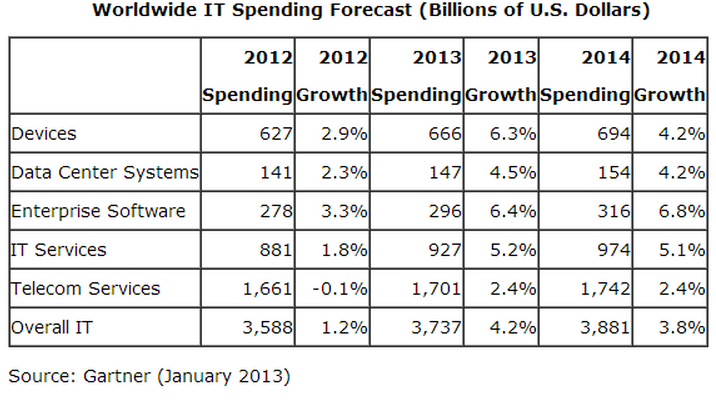 Worldwide IT Spending Forecast (Billions of U.S. Dollars)
2012 2012 2013 2013 2014 2014
Spending Growth Spending Growth Spending Growth
Devices 627 2.9% 666 6.3% 694 4.2%
Data Center Systems 141 2.3% 147 4.5% 154 4.2%
Enterprise Software 278 3.3% 296 6.4% 316 6.8%
IT Services 881 1.8% 927 5.2% 974 5.1%
Telecom Services 1,661 -0.1% 1,701 2.4% 1,742 2.4%
Overall IT 3,588 1.2% 3,737 4.2% 3,881 3.8%
Source: Gartner (January 2013)